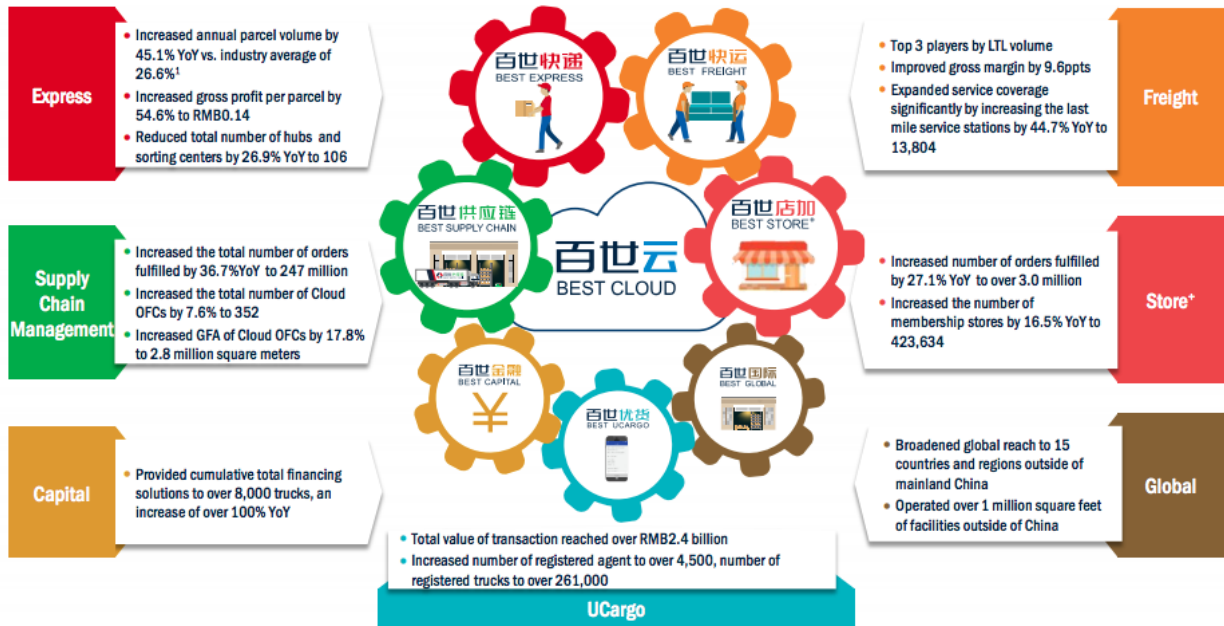 Express
• Increased annual parcel volume by
45.1% YoY vs. industry average of
26.6%¹
• Increased gross profit per parcel by
54.6% to RMB0.14
• Reduced total number of hubs and
sorting centers by 26.9% YoY to 106
百世快递
BEST EXPRESS
百世快运
BEST FREIGHT
• Top 3 players by LTL volume
• Improved gross margin by 9.6ppts
• Expanded service coverage
significantly by increasing the last
mile service stations by 44.7% YoY to
13,804
Freight
Supply
Chain
Management
• Increased the total number of orders
fulfilled by 36.7%YoY to 247 million
• Increased the total number of Cloud
OFCs by 7.6% to 352
• Increased GFA of Cloud OFCs by 17.8%
to 2.8 million square meters
百世供应链
BEST SUPPLY CHAIN
百世云
BEST CLOUD
百世店加
BEST STORE⁺
• Increased number of orders fulfilled
by 27.1% YoY to over 3.0 million
• Increased the number of
membership stores by 16.5% YoY to
423,634
Store⁺
Capital
• Provided cumulative total financing
solutions to over 8,000 trucks, an
increase of over 100% YoY
百世金融
BEST CAPITAL
¥
百世优货
BEST UCARGO
百世国际
BEST GLOBAL
• Broadened global reach to 15
countries and regions outside of
mainland China
• Operated over 1 million square feet
of facilities outside of China
Global
• Total value of transaction reached over RMB2.4 billion
• Increased number of registered agent to over 4,500, number of
registered trucks to over 261,000
UCargo